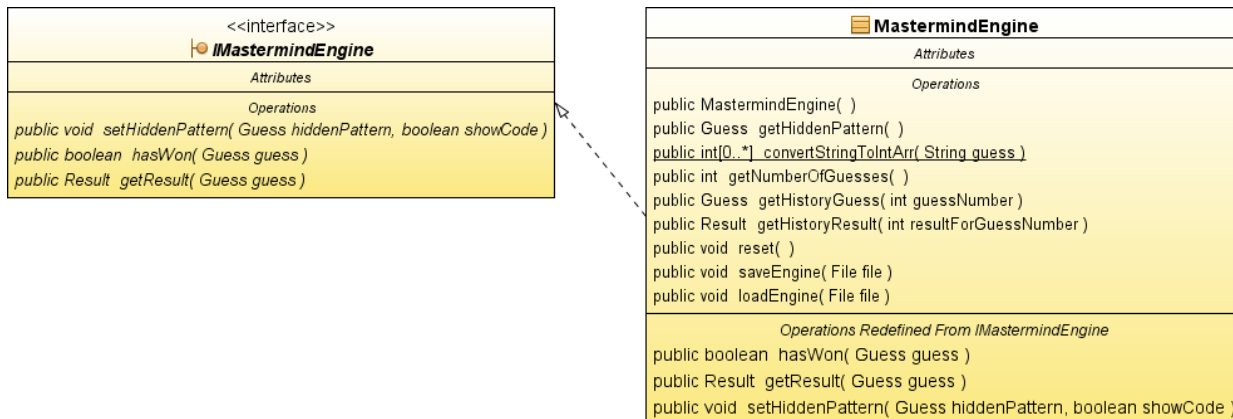 <<interface>>
IMastermindEngine
Attributes
Operations
public void setHiddenPattern( Guess hiddenPattern, boolean showCode )
public boolean hasWon( Guess guess )
public Result getResult( Guess guess )
MastermindEngine
Attributes
Operations
public MastermindEngine( )
public Guess getHiddenPattern( )
public int[0..*] convertStringToIntArr( String guess )
public int getNumberOfGuesses( )
public Guess getHistoryGuess( int guessNumber )
public Result getHistoryResult( int resultForGuessNumber )
public void reset( )
public void saveEngine( File file )
public void loadEngine( File file )
Operations Redefined From IMastermindEngine
public boolean hasWon( Guess guess )
public Result getResult( Guess guess )
public void setHiddenPattern( Guess hiddenPattern, boolean showCode )